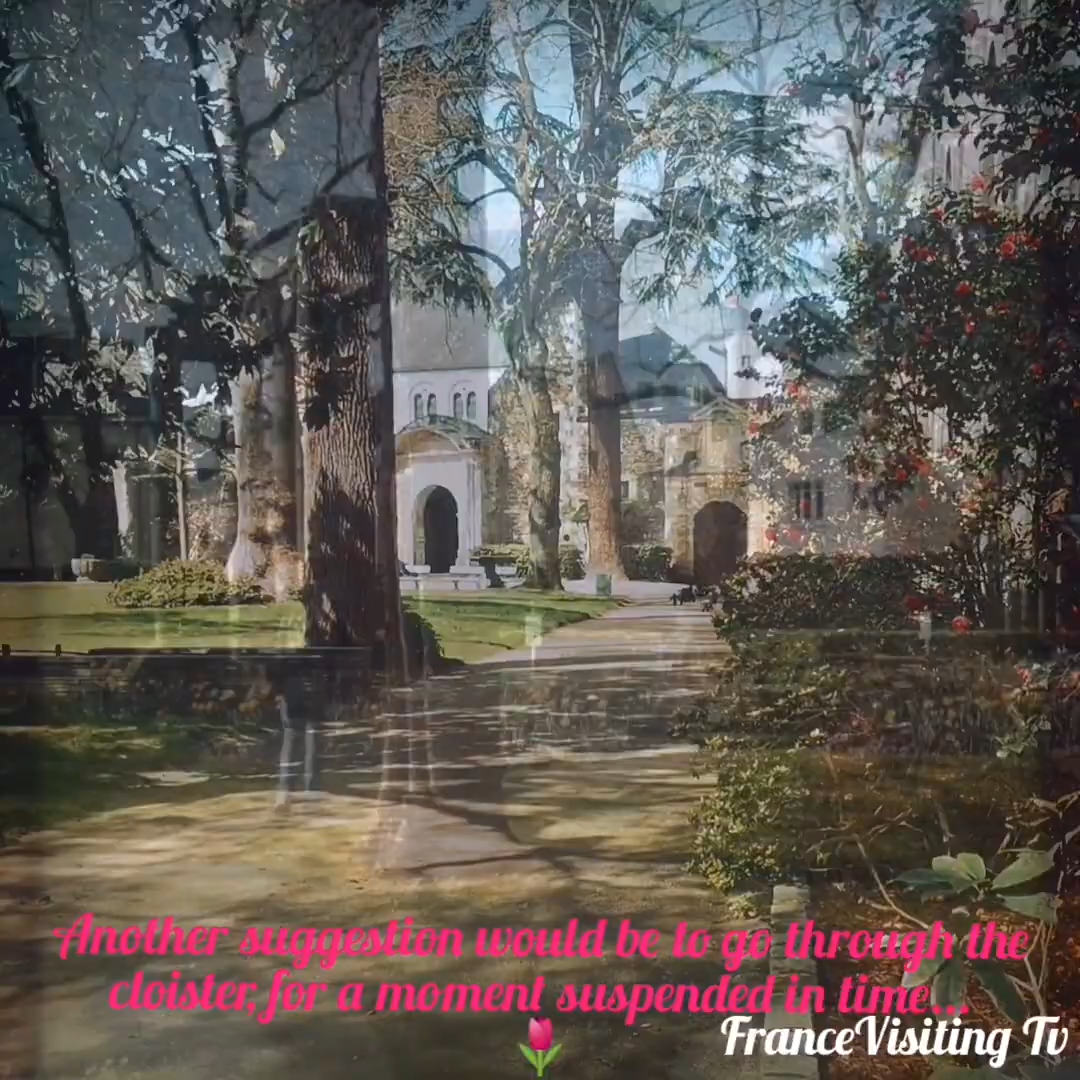 Another suggestion would be to go through the
cloister, for a moment suspended in time...
FranceVisiting Tv